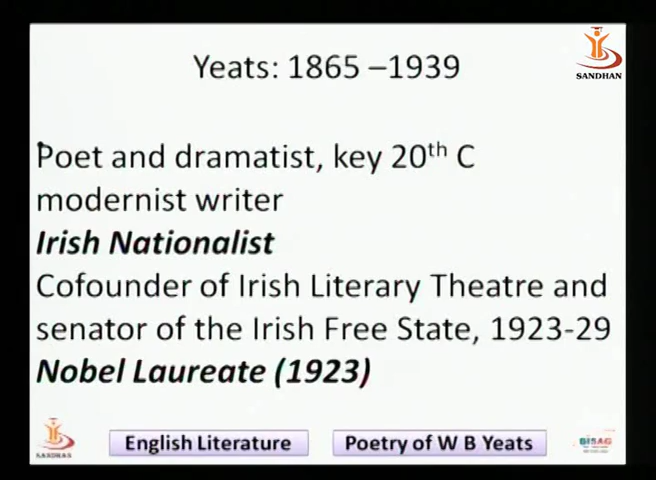 Yeats: 1865 –1939
SANDHAN
Poet and dramatist, key 20th C
modernist writer
Irish Nationalist
Cofounder of Irish Literary Theatre and
senator of the Irish Free State, 1923-29
Nobel Laureate (1923)
SANDHAN
English Literature
Poetry of W B Yeats
BISAG